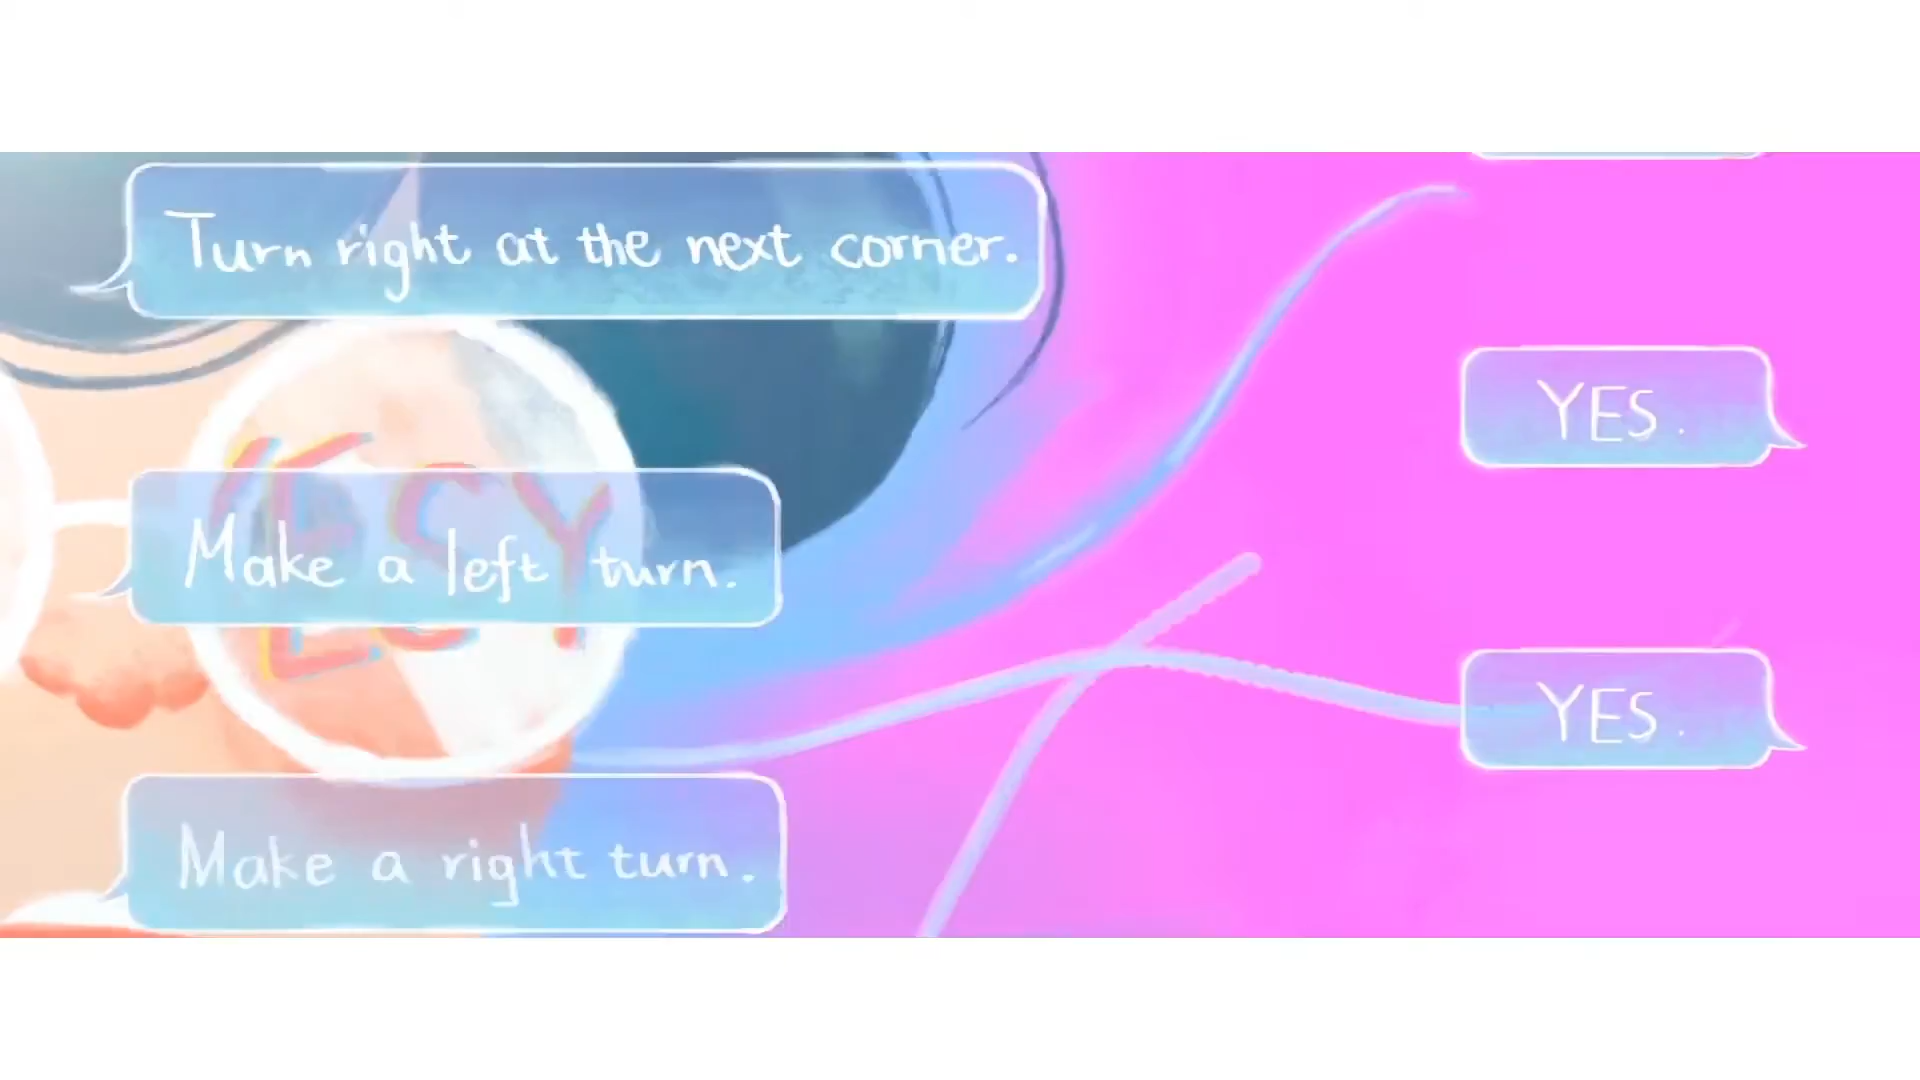 Turn right at the next corner.
YES.
Make a left turn.
YES.
Make a right turn.